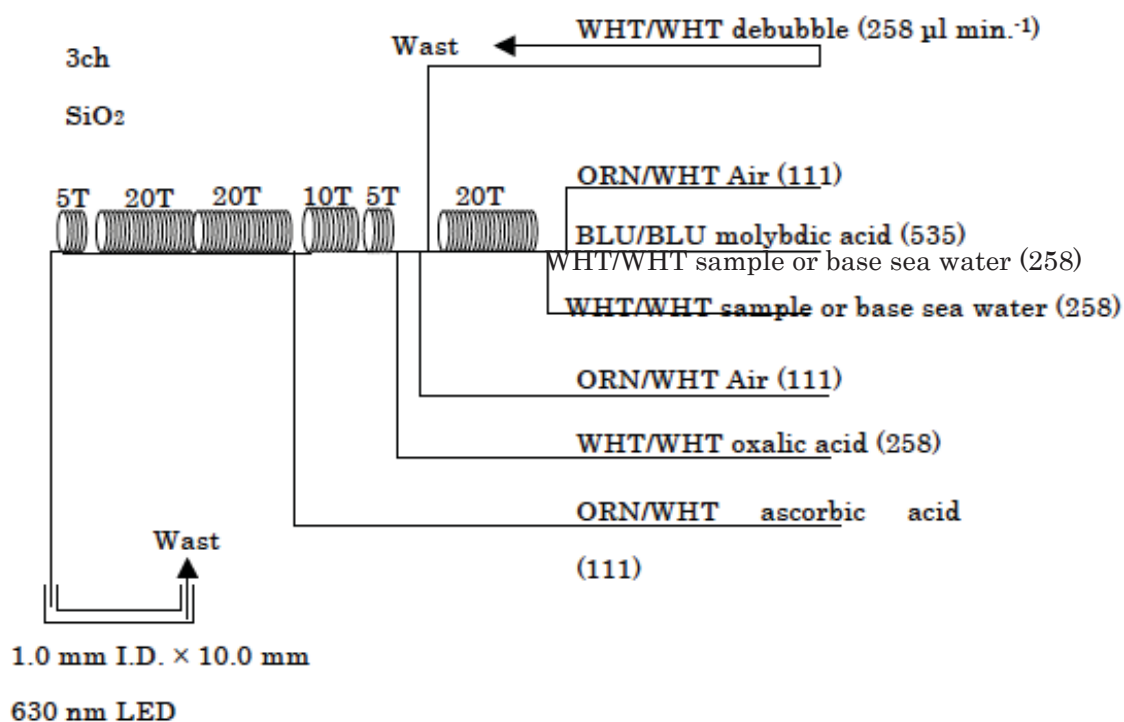 WHT/WHT debubble (258 µl min.-1)
Wast
3ch
SiO2
ORN/WHT Air (111)
5T 20T 20T 10T 5T 20T
BLU/BLU molybdic acid (535)
WHT/WHT sample or base sea water (258)
WHT/WHT sample or base sea water (258)
ORN/WHT Air (111)
WHT/WHT oxalic acid (258)
ORN/WHT ascorbic acid
(111)
Wast
1.0 mm I.D. × 10.0 mm
630 nm LED